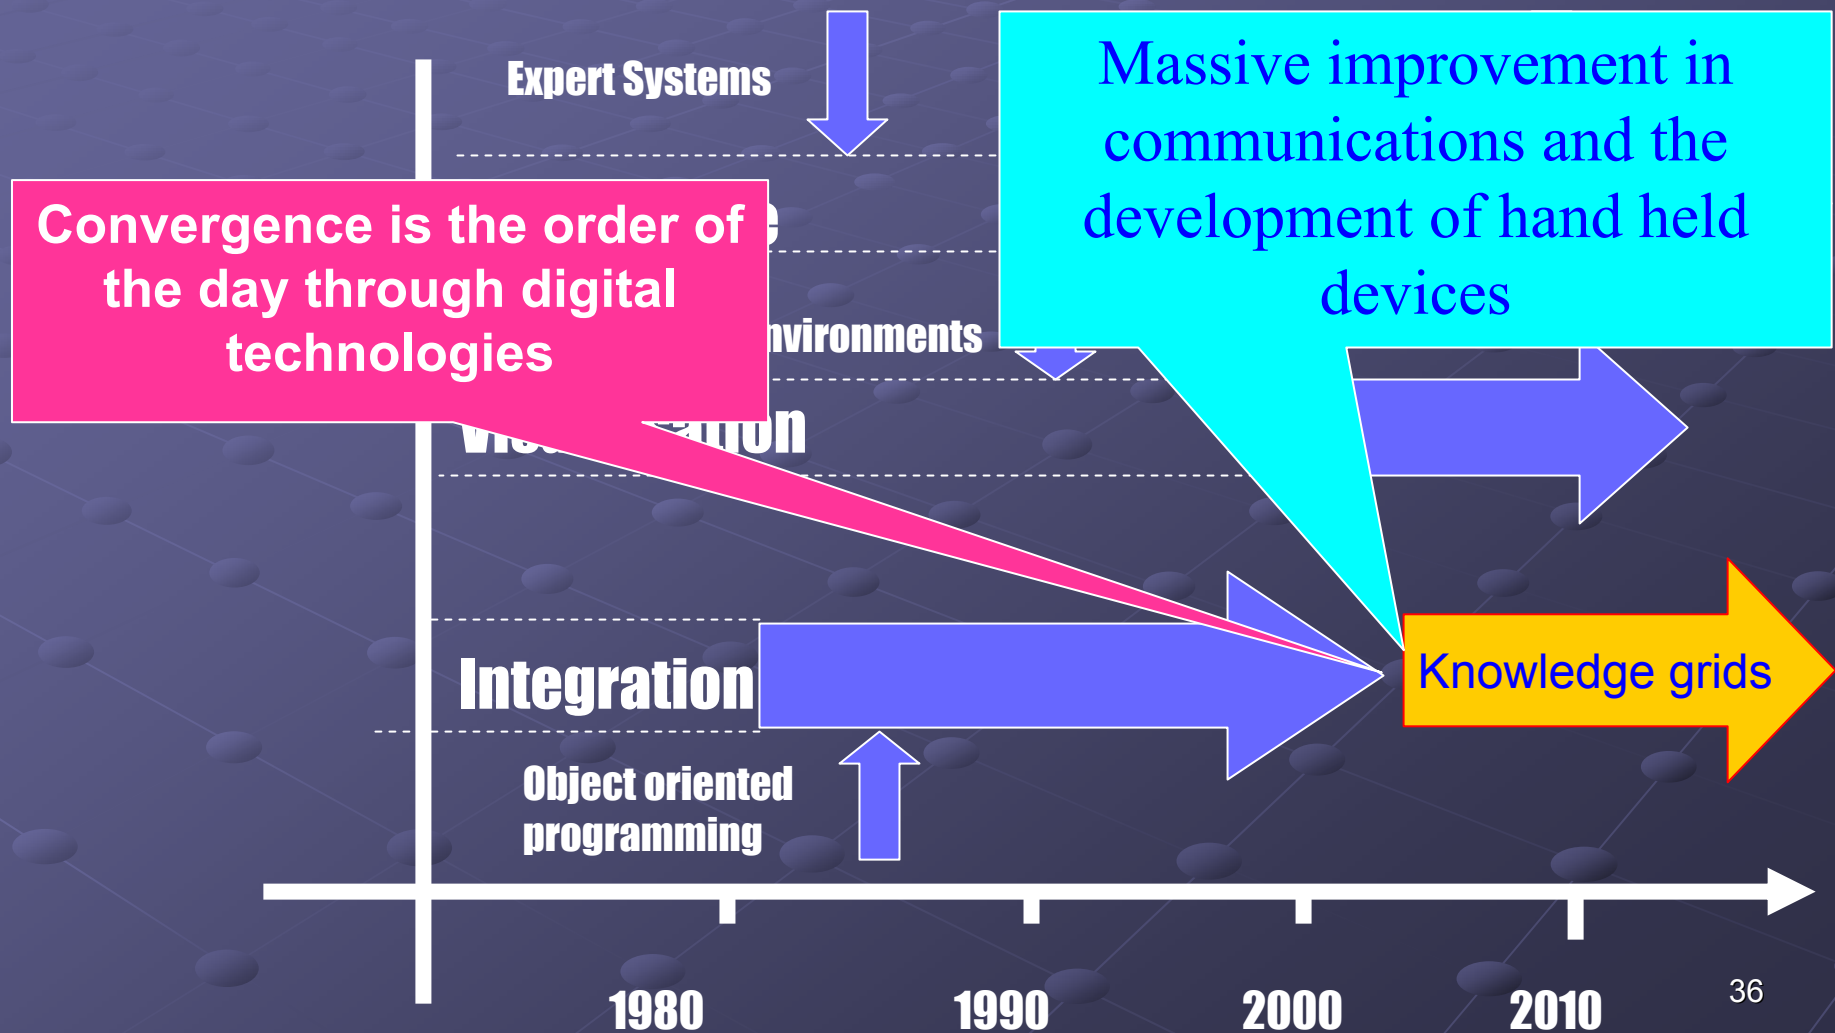 Expert Systems
Massive improvement in
communications and the
development of hand held
devices
Convergence is the order of
the day through digital
technologies
Integration
Knowledge grids
Object oriented
programming
1980
1990
2000
2010
36